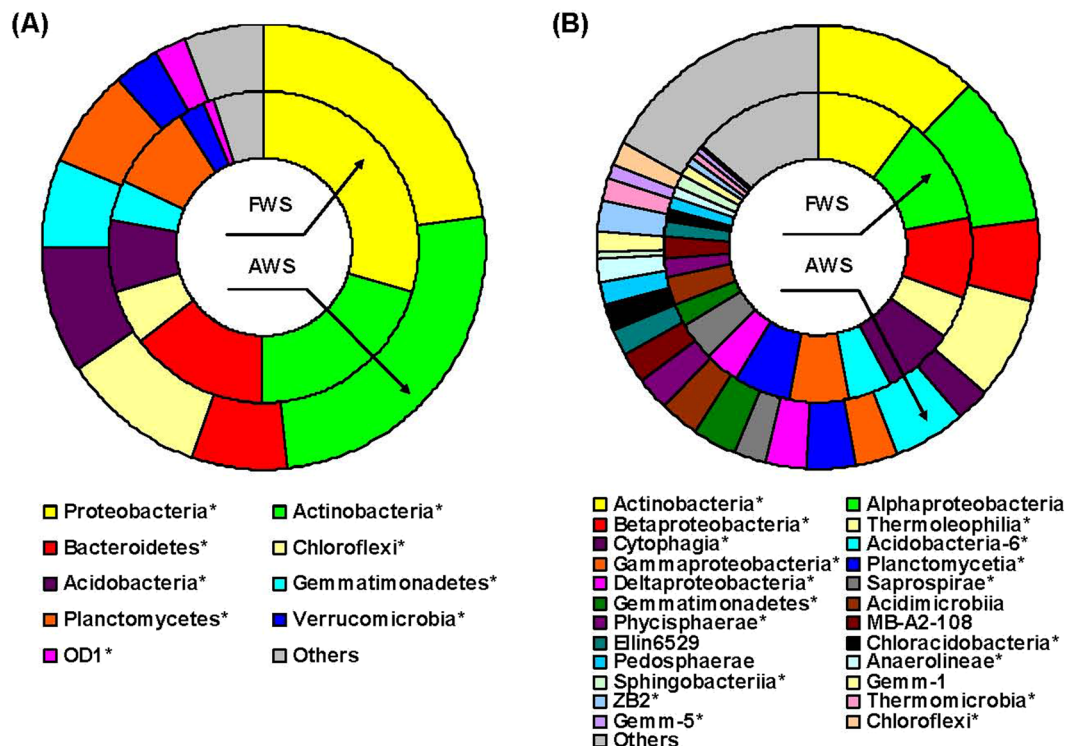 (A)
(B)
FWS
AWS
FWS
AWS
Proteobacteria*
Actinobacteria*
Bacteroidetes*
Chloroflexi*
Acidobacteria*
Gemmatimonadetes*
Planctomycetes*
Verrucomicrobia*
OD1*
Others
Actinobacteria*
Alphaproteobacteria
Betaproteobacteria*
Thermoleophilia*
Cytophagia*
Acidobacteria-6*
Gammaproteobacteria*
Planctomycetia*
Deltaproteobacteria*
Saprospirae*
Gemmatimonadetes*
Acidimicrobiia
Phycisphaerae*
MB-A2-108
Ellin6529
Chloracidobacteria*
Pedosphaerae
Anaerolineae*
Sphingobacteriia*
Gemm-1
ZB2*
Thermomicrobia*
Gemm-5*
Chloroflexi*
Others